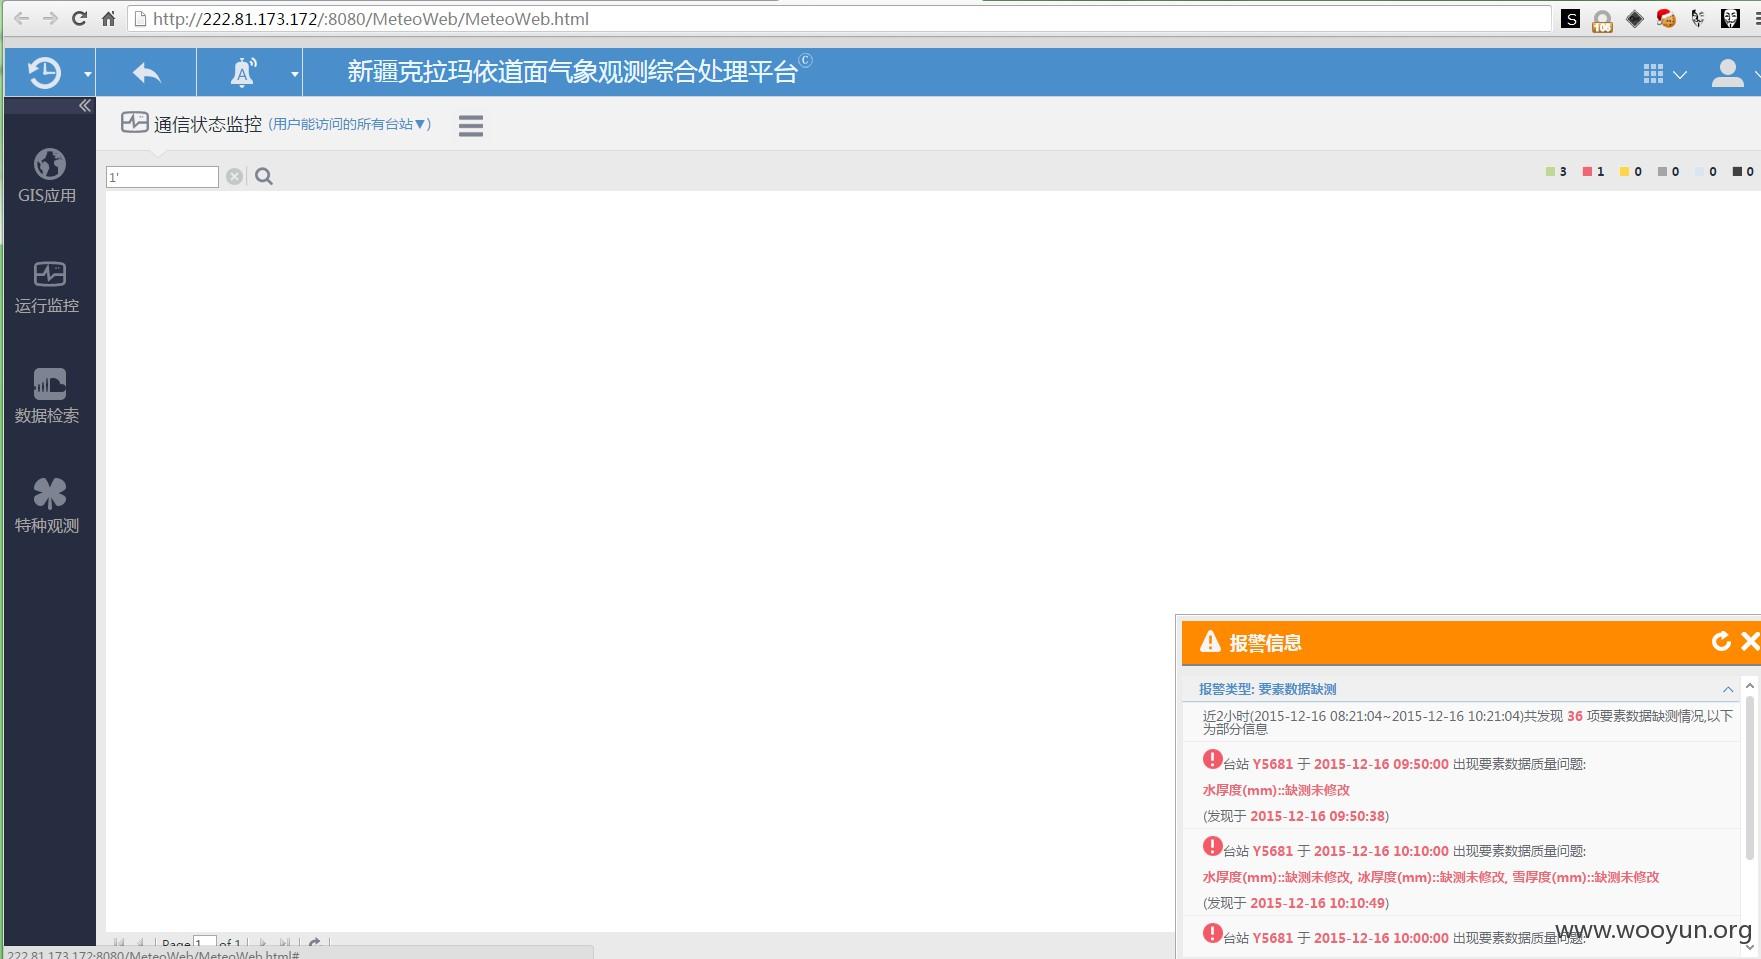 http://222.81.173.172/:8080/MeteoWeb/MeteoWeb.html
S
106
A
新疆克拉玛依道面气象观测综合处理平台©
通信状态监控 (用户能访问的所有台站▼)
1'
3 1 0 0 0 0
GIS应用
运行监控
数据检索
特种观测
报警信息
报警类型: 要素数据缺测
近2小时(2015-12-16 08:21:04~2015-12-16 10:21:04)共发现 36 项要素数据缺测情况,以下
为部分信息
台站 Y5681 于 2015-12-16 09:50:00 出现要素数据质量问题:
水厚度(mm)::缺测未修改
(发现于 2015-12-16 09:50:38)
台站 Y5681 于 2015-12-16 10:10:00 出现要素数据质量问题:
水厚度(mm)::缺测未修改, 冰厚度(mm)::缺测未修改, 雪厚度(mm)::缺测未修改
(发现于 2015-12-16 10:10:49)
台站 Y5681 于 2015-12-16 10:00:00 出现要素数据质量问题:
www.wooyun.org
Page 1 of 1
222.81.173.172:8080/MeteoWeb/MeteoWeb.html#